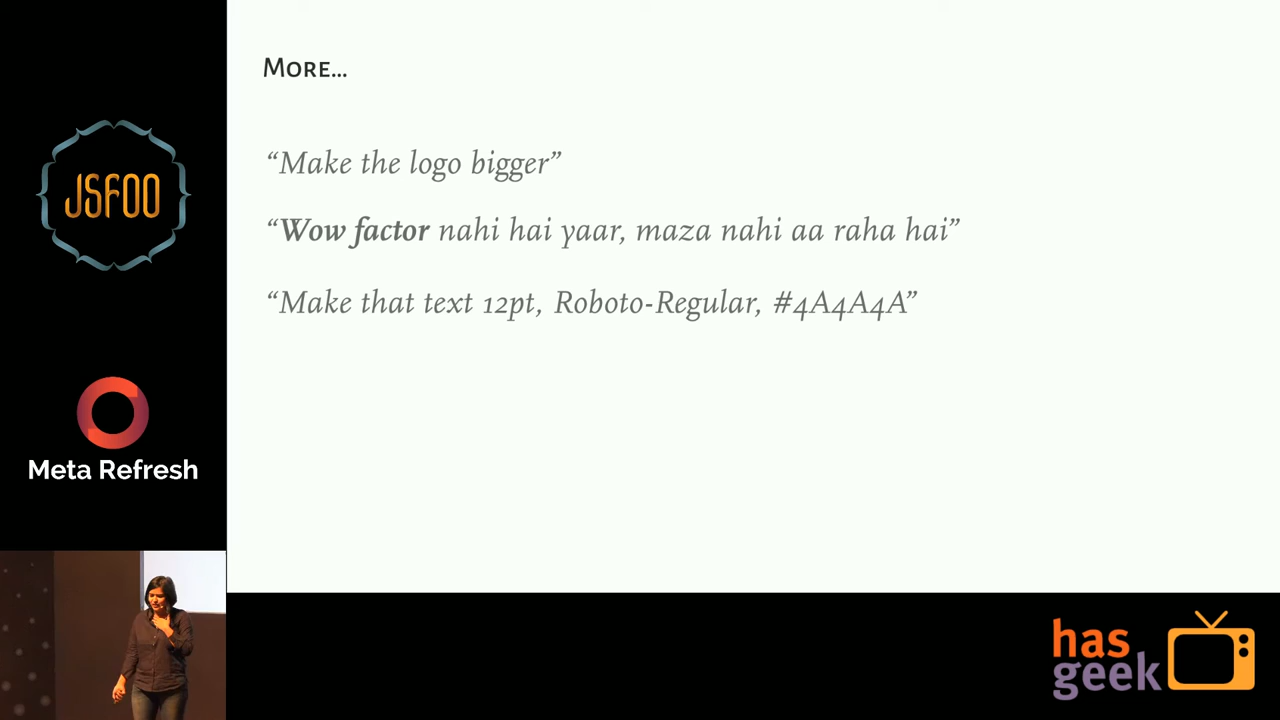 More...
“Make the logo bigger”
“Wow factor nahi hai yaar, maza nahi aa raha hai”
“Make that text 12pt, Roboto-Regular, #4A4A4A”
JSFOO
Meta Refresh
has
geek